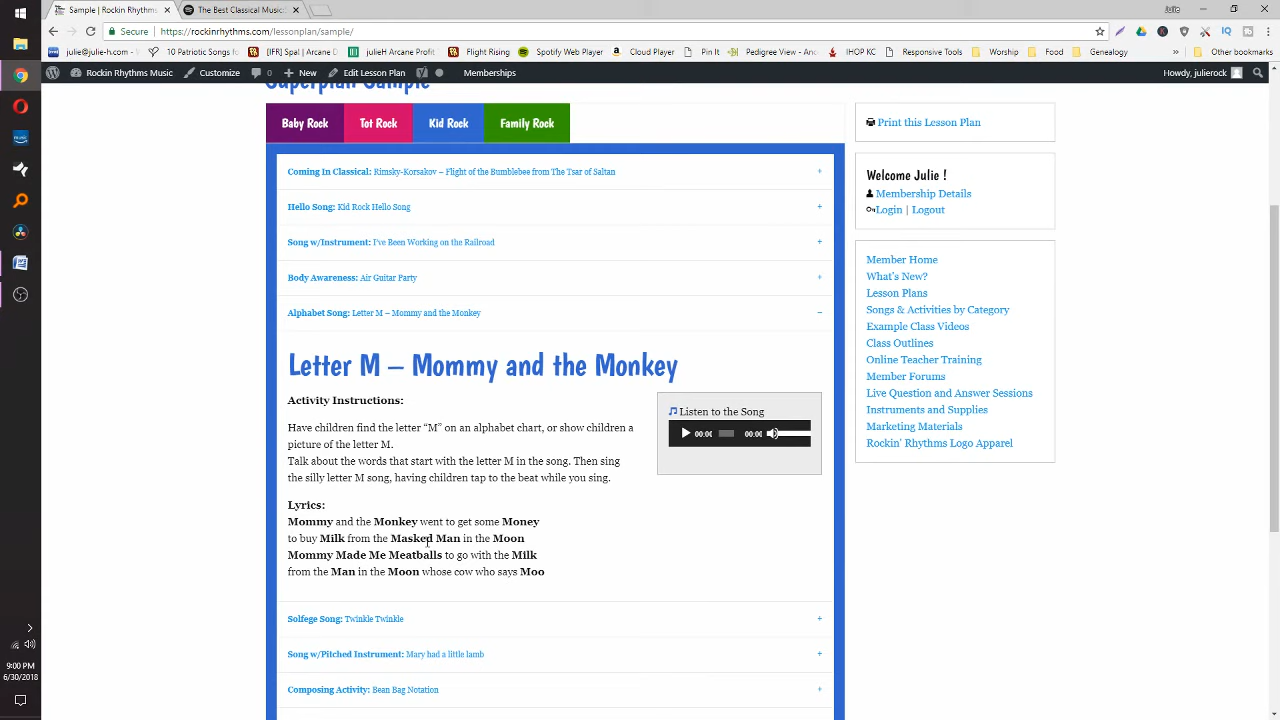 Sample - Rockin' Rhythms
The Music
Secure https://rockinrhythms.com/lessonplan/sample/
julie@julie-h.com
10 Patriotic Songs
IFR|JL | Arcane
Genesis
Online Beat
Spotify Web Player
Cloud Amazon
Pin It
IHOP KC
Other Teachers
Worship
Food
Genealogy
Other bookmarks
Rockin Rhythms Music
Customize
0
New
Edit Lesson Plan
Memberships
Howdy, julierock
Superplan Sample
Baby Rock
Tot Rock
Kid Rock
Family Rock
Coming In Classical: Rimsky-Korsakov – Flight of the Bumblebee from The Tsar of Saltan +
Hello Song: Kid Rock Hello Song +
Song w/Instrument: I've Been Working on the Railroad +
Body Awareness: Air Guitar Party +
Alphabet Song: Letter M – Mommy and the Monkey –
Letter M – Mommy and the Monkey
Activity Instructions:
Have children find the letter “M” on an alphabet chart, or show children a
picture of the letter M.
Talk about the words that start with the letter M in the song. Then sing
the silly letter M song, having children tap to the beat while you sing.
Listen to the Song
00:00
00:00
Lyrics:
Mommy and the Monkey went to get some Money
to buy Milk from the Masked Man in the Moon
Mommy Made Me Meatballs to go with the Milk
from the Man in the Moon whose cow who says Moo
Solfege Song: Twinkle Twinkle +
Song w/Pitched Instrument: Mary had a little lamb +
Composing Activity: Bean Bag Notation +
Print this Lesson Plan
Welcome Julie !
Membership Details
Login | Logout
Member Home
What's New?
Lesson Plans
Songs & Activities by Category
Example Class Videos
Class Outlines
Online Teacher Training
Member Forums
Live Question and Answer Sessions
Instruments and Supplies
Marketing Materials
Rockin' Rhythms Logo Apparel
9:00 PM
6/30/2018